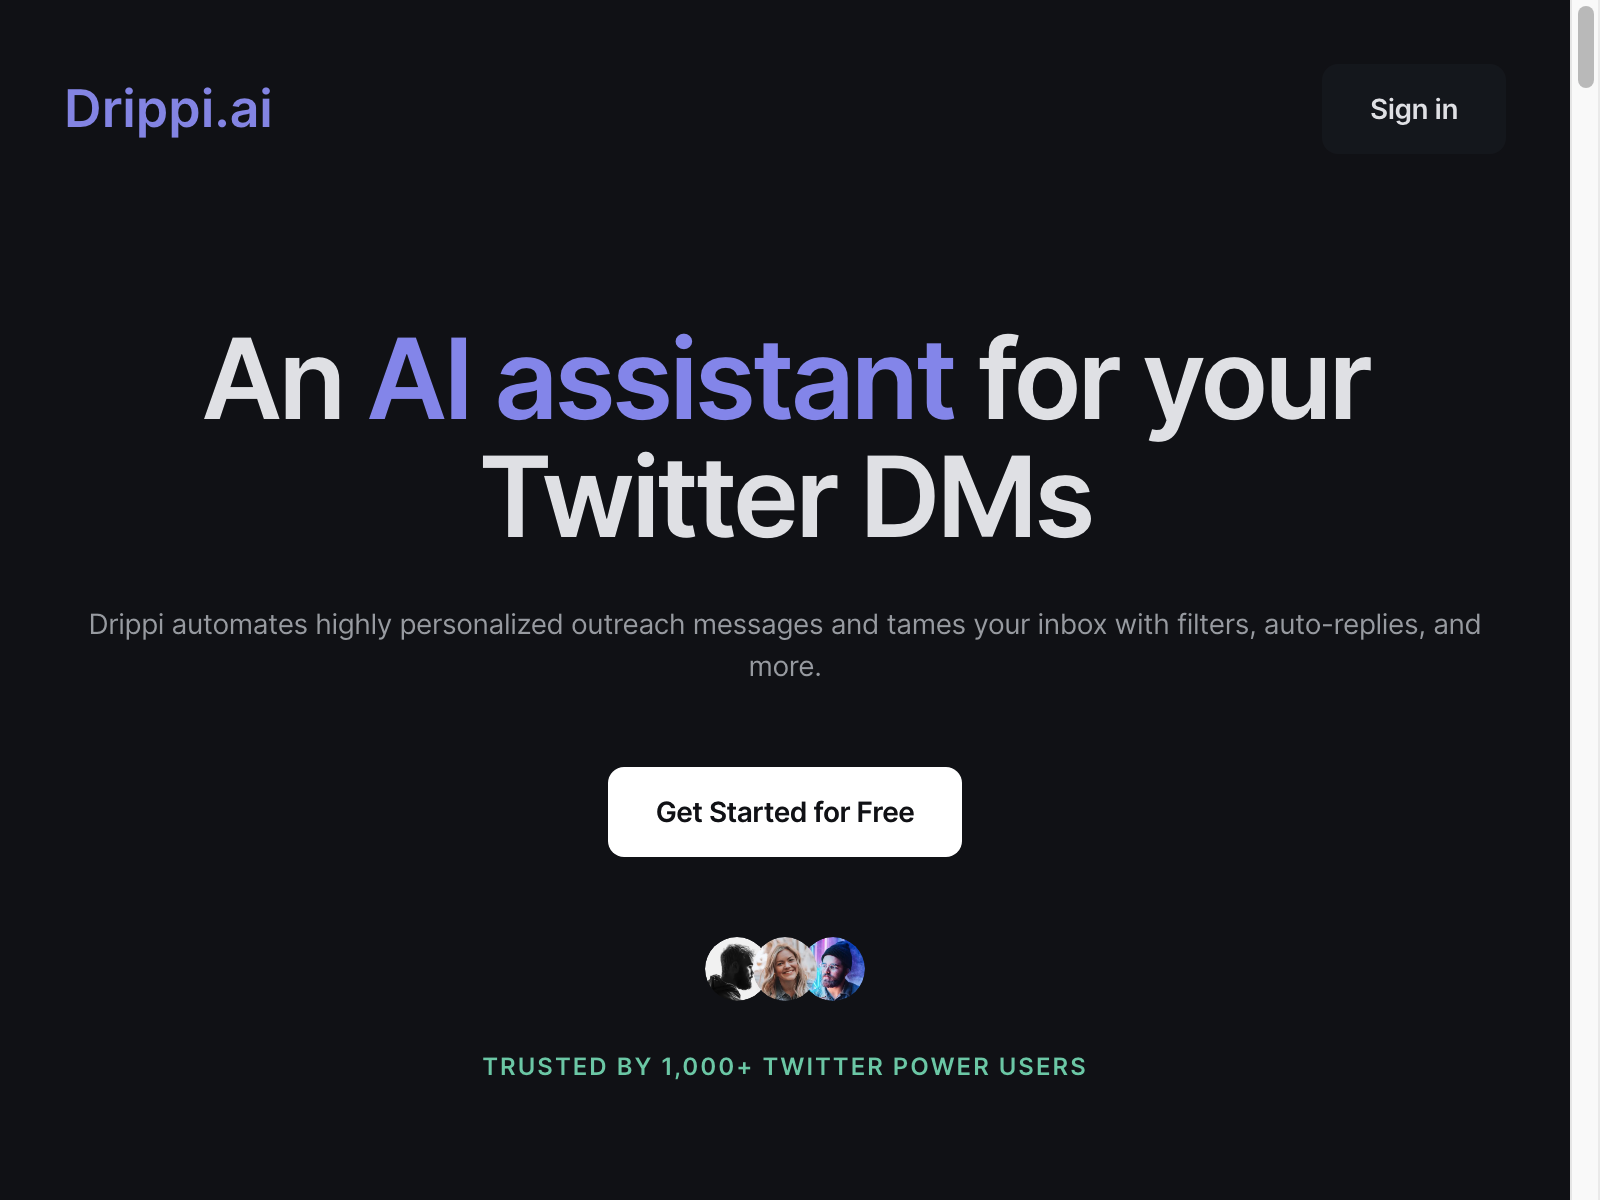 Drippi.ai
Sign in
An AI assistant for your
Twitter DMs
Drippi automates highly personalized outreach messages and tames your inbox with filters, auto-replies, and
more.
Get Started for Free
TRUSTED BY 1,000+ TWITTER POWER USERS